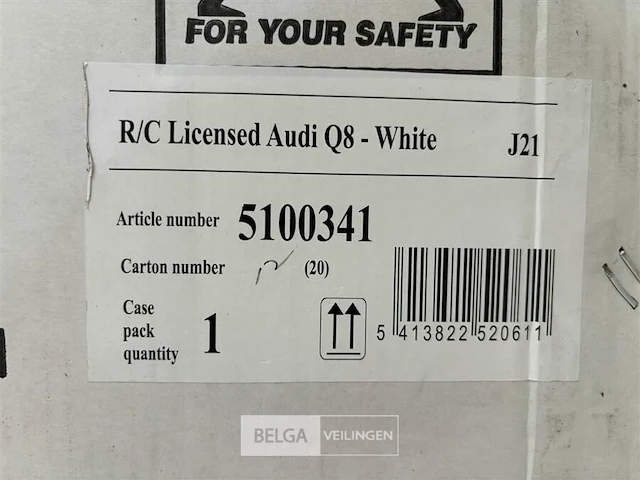 FOR YOUR SAFETY
R/C Licensed Audi Q8 - White J21
Article number 5100341
Carton number 12 (20)
Case
pack
quantity 1
5 413822 520611
BELGA VEILINGEN